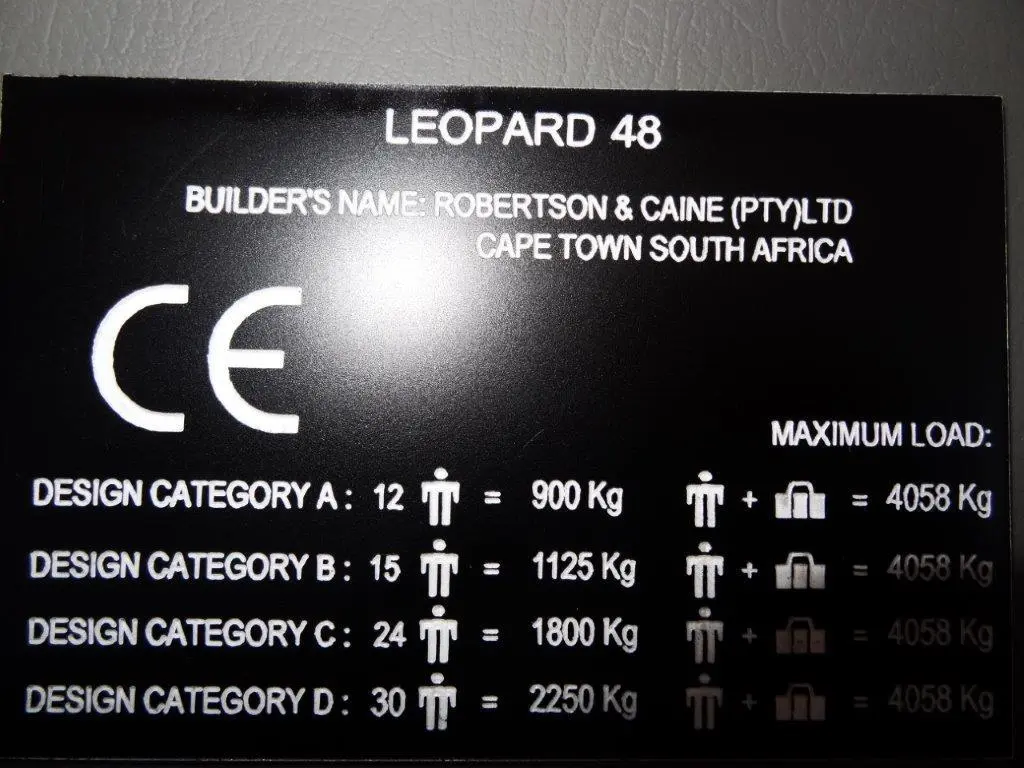 LEOPARD 48
BUILDER'S NAME: ROBERTSON & CAINE (PTY)LTD
CAPE TOWN SOUTH AFRICA
CE
MAXIMUM LOAD:
DESIGN CATEGORY A : 12 = 900 Kg + = 4058 Kg
DESIGN CATEGORY B : 15 = 1125 Kg + = 4058 Kg
DESIGN CATEGORY C : 24 = 1800 Kg + = 4058 Kg
DESIGN CATEGORY D : 30 = 2250 Kg + = 4058 Kg